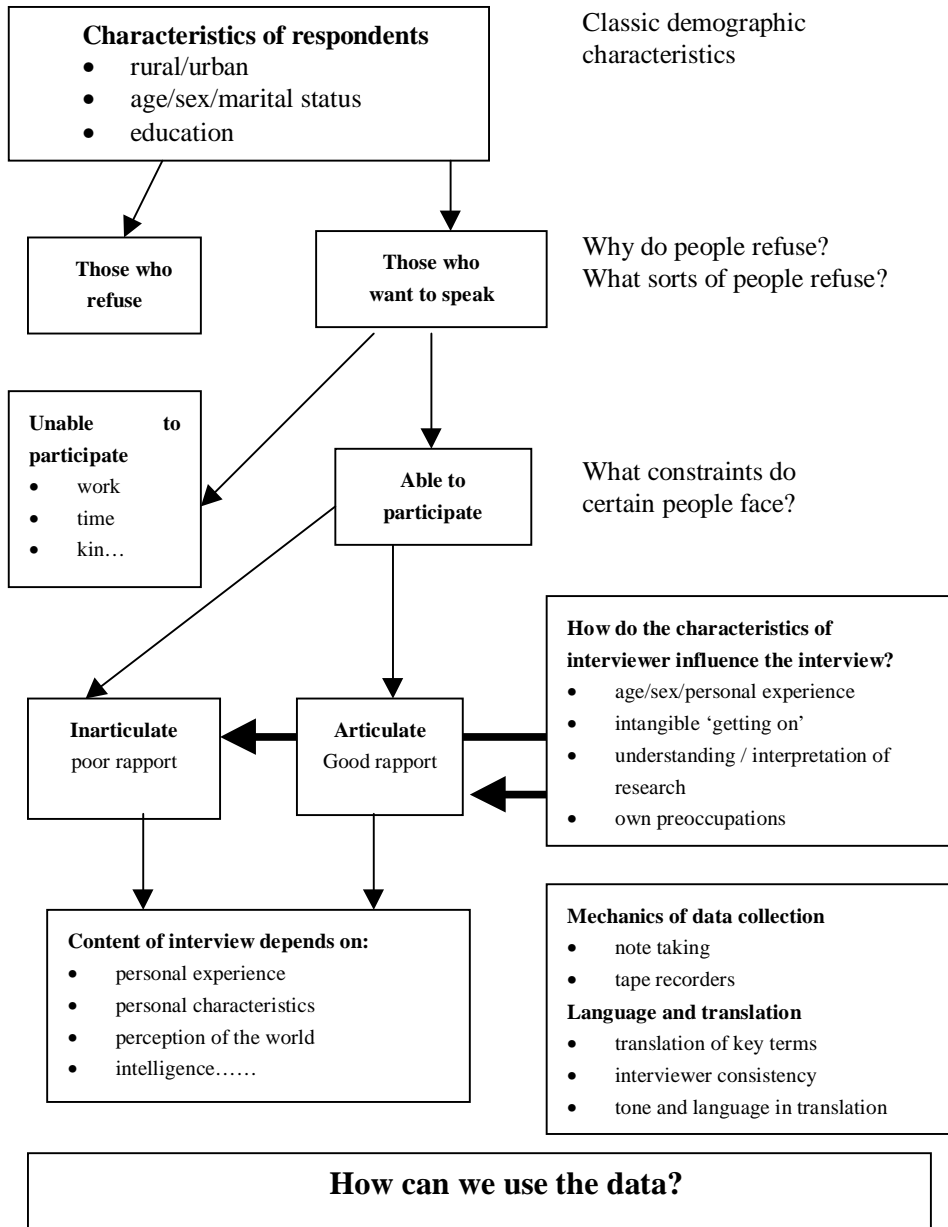 Characteristics of respondents
• rural/urban
• age/sex/marital status
• education
Classic demographic
characteristics
Those who
refuse
Those who
want to speak
Why do people refuse?
What sorts of people refuse?
Unable to
participate
• work
• time
• kin…
Able to
participate
What constraints do
certain people face?
How do the characteristics of
interviewer influence the interview?
• age/sex/personal experience
• intangible ‘getting on’
• understanding / interpretation of
research
• own preoccupations
Inarticulate
poor rapport
Articulate
Good rapport
Content of interview depends on:
• personal experience
• personal characteristics
• perception of the world
• intelligence……
Mechanics of data collection
• note taking
• tape recorders
Language and translation
• translation of key terms
• interviewer consistency
• tone and language in translation
How can we use the data?